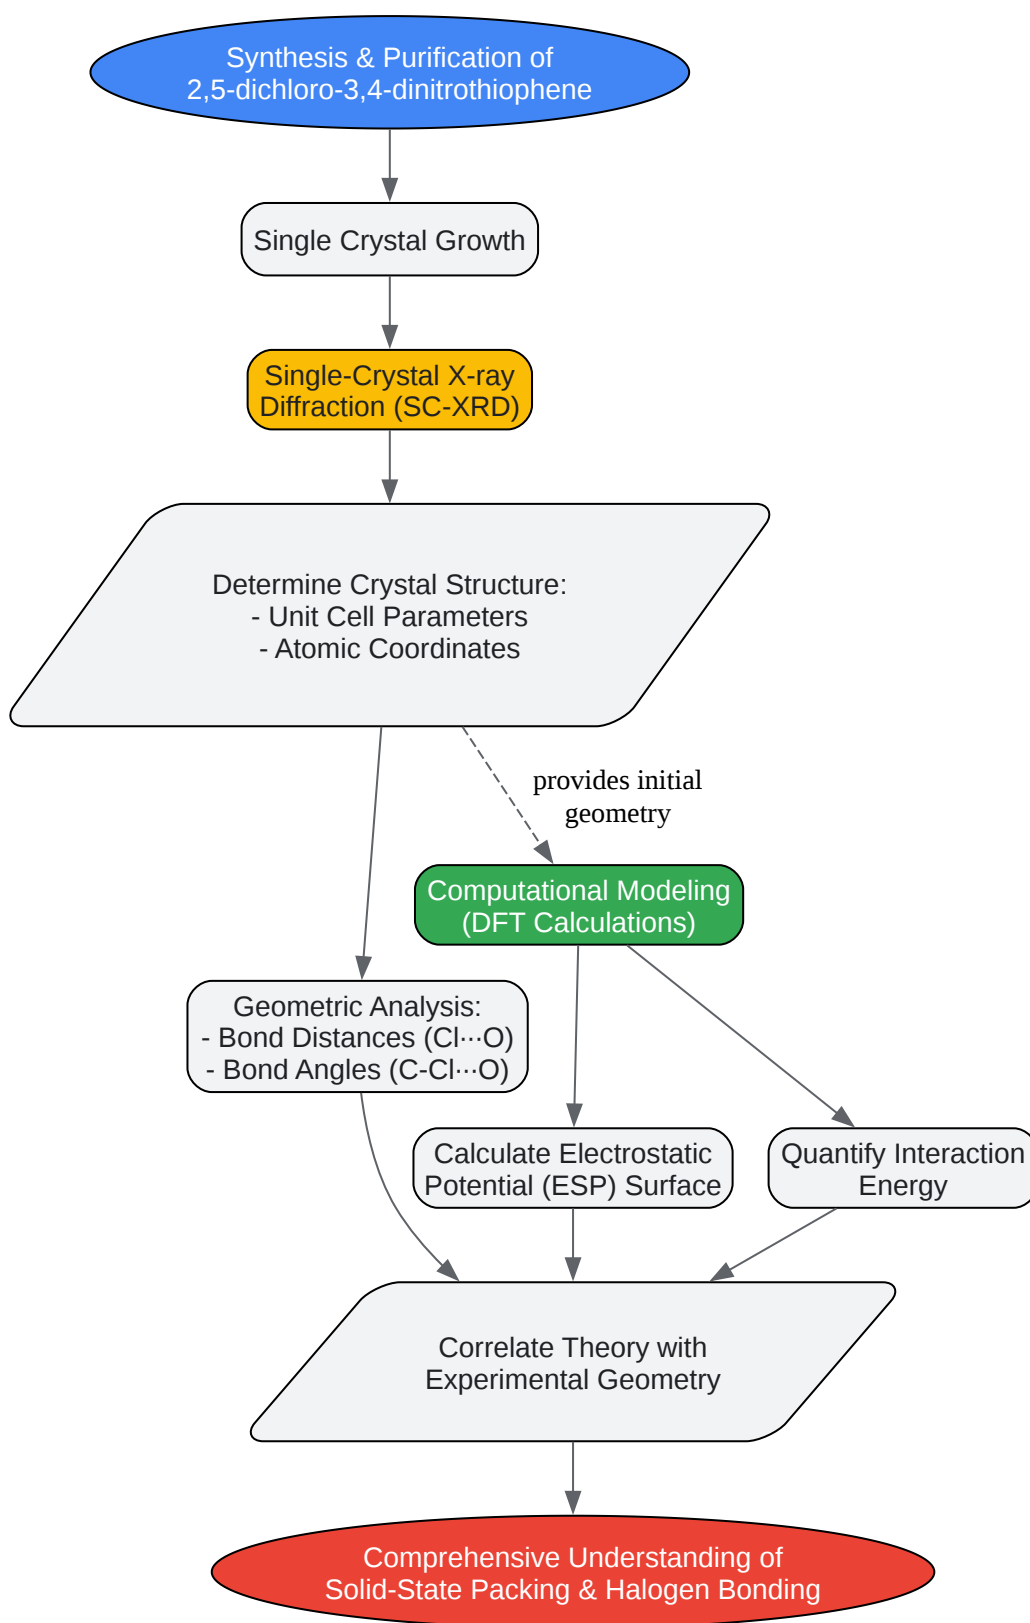 Synthesis & Purification of
2,5-dichloro-3,4-dinitrothiophene
Single Crystal Growth
Single-Crystal X-ray
Diffraction (SC-XRD)
Determine Crystal Structure:
- Unit Cell Parameters
- Atomic Coordinates
provides initial
geometry
Computational Modeling
(DFT Calculations)
Geometric Analysis:
- Bond Distances (Cl···O)
- Bond Angles (C-Cl···O)
Calculate Electrostatic
Potential (ESP) Surface
Quantify Interaction
Energy
Correlate Theory with
Experimental Geometry
Comprehensive Understanding of
Solid-State Packing & Halogen Bonding